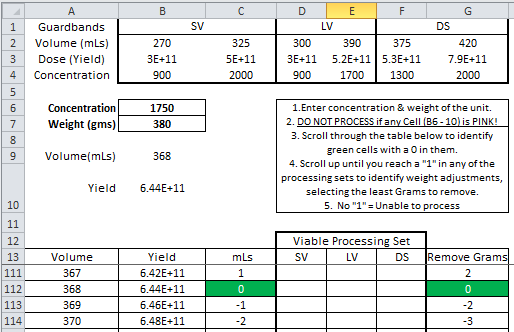 A B C D E F G
1 Guardbands SV LV DS
2 Volume (mLs) 270 325 300 390 375 420
3 Dose (Yield) 3E+11 5E+11 3E+11 5.2E+11 5.3E+11 7.9E+11
4 Concentration 900 2000 900 1700 1300 2000
5
6 Concentration 1750 1.Enter concentration & weight of the unit.
7 Weight (gms) 380 2. DO NOT PROCESS if any Cell (B6 - 10) is PINK!
8 3. Scroll through the table below to identify
green cells with a 0 in them.
9 Volume(mLs) 368
4. Scroll up until you reach a "1" in any of the
processing sets to identify weight adjustments,
Yield 6.44E+11
selecting the least Grams to remove.
10 5. No "1" = Unable to process
11
12 Viable Processing Set
13 Volume Yield mLs SV LV DS Remove Grams
111 367 6.42E+11 1 2
112 368 6.44E+11 0 0
113 369 6.46E+11 -1 -2
114 370 6.48E+11 -2 -3